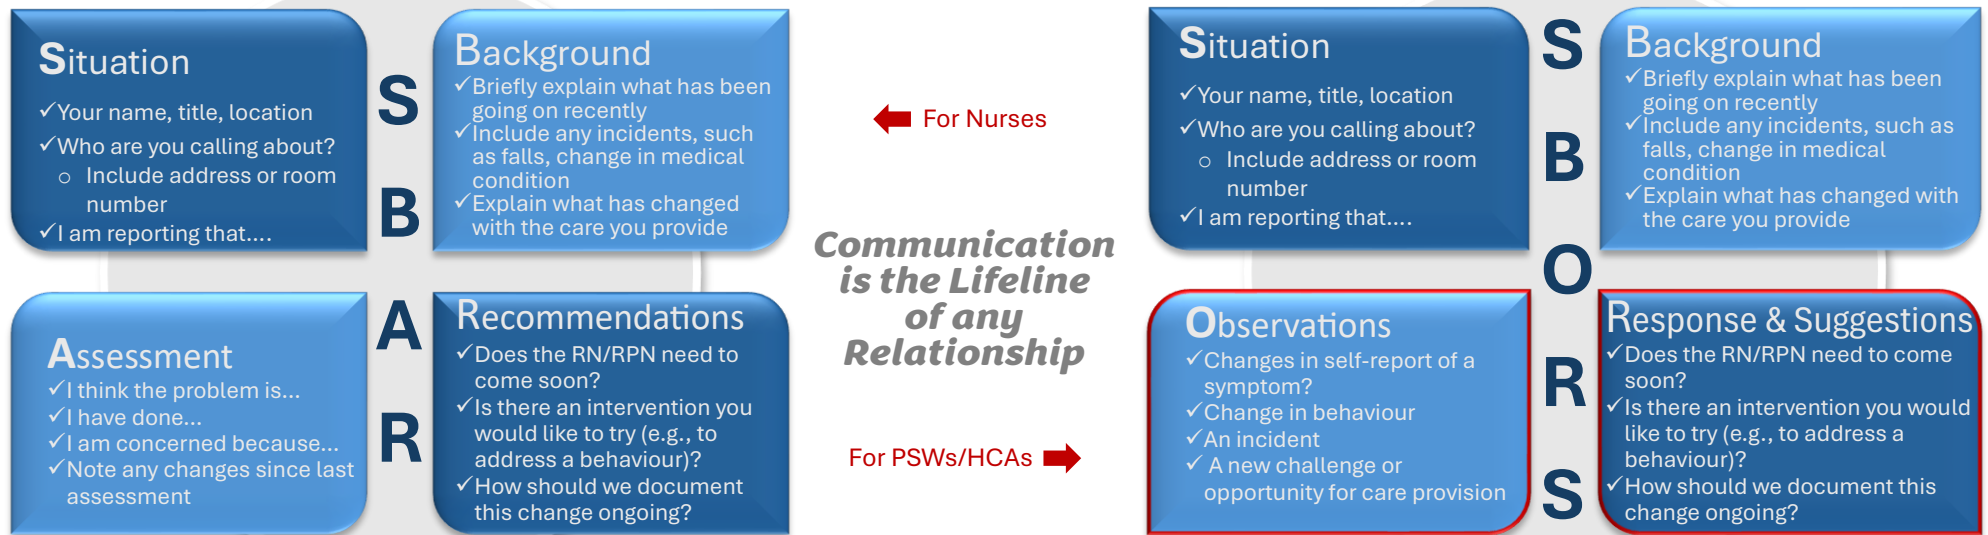 Situation
✓Your name, title, location
✓Who are you calling about?
o Include address or room
number
✓I am reporting that....
S
B
A
R
Background
✓Briefly explain what has been
going on recently
✓Include any incidents, such
as falls, change in medical
condition
✓Explain what has changed
with the care you provide
Assessment
✓I think the problem is...
✓I have done...
✓I am concerned because...
✓Note any changes since last
assessment
Recommendations
✓Does the RN/RPN need to
come soon?
✓Is there an intervention you
would like to try (e.g., to
address a behaviour)?
✓How should we document
this change ongoing?
For Nurses
Communication
is the Lifeline
of any
Relationship
For PSWs/HCAs
Situation
✓Your name, title, location
✓Who are you calling about?
o Include address or room
number
✓I am reporting that....
S
B
O
R
S
Background
✓Briefly explain what has been
going on recently
✓Include any incidents, such as
falls, change in medical
condition
✓Explain what has changed with
the care you provide
Observations
✓Changes in self-report of a
symptom?
✓Change in behaviour
✓An incident
✓ A new challenge or
opportunity for care provision
Response & Suggestions
✓Does the RN/RPN need to come
soon?
✓Is there an intervention you would
like to try (e.g., to address a
behaviour)?
✓How should we document this
change ongoing?